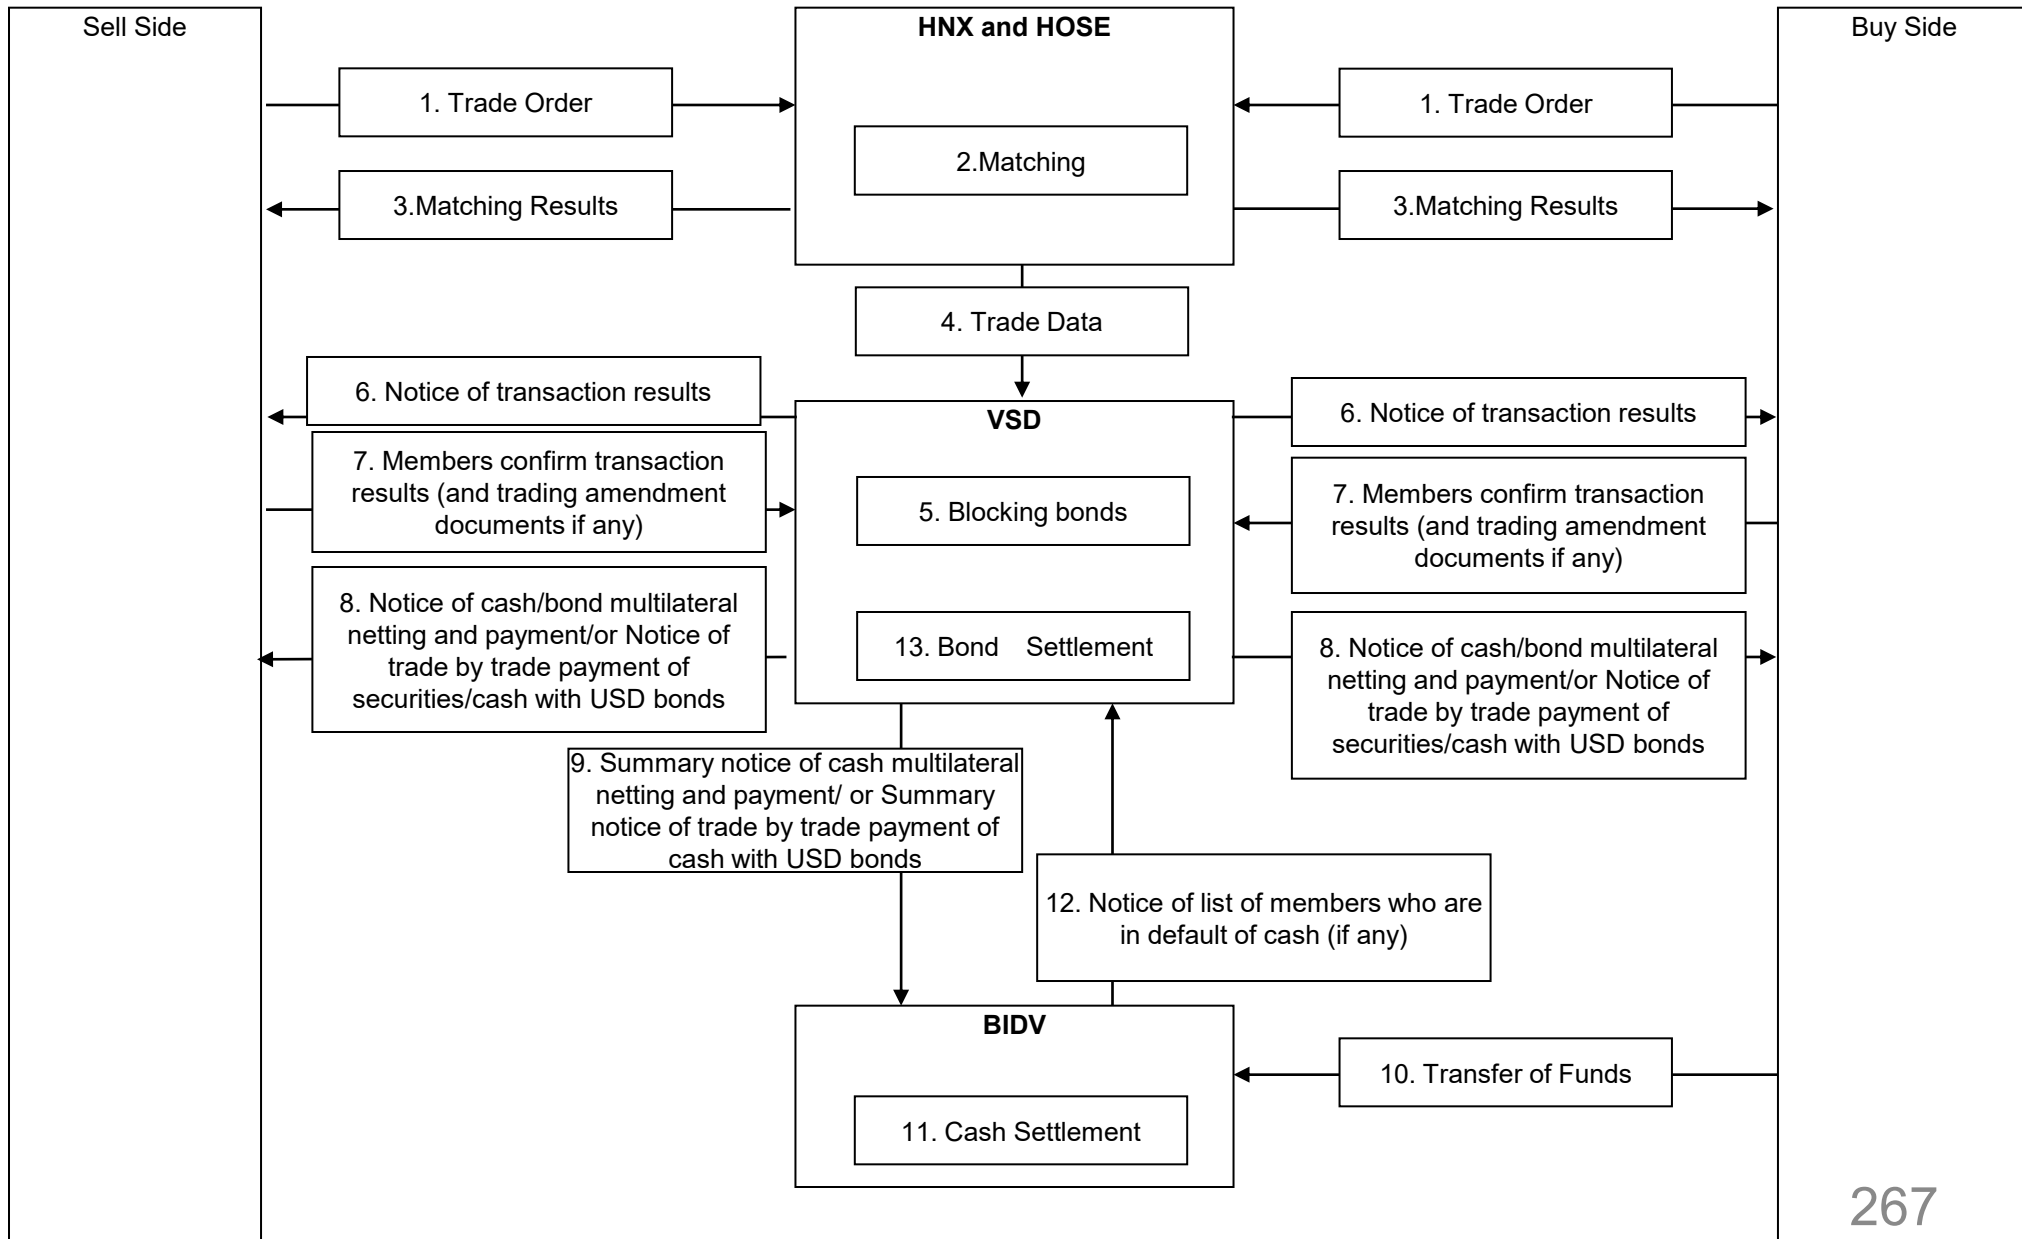 Sell Side
HNX and HOSE
Buy Side
1. Trade Order
1. Trade Order
2.Matching
3.Matching Results
3.Matching Results
4. Trade Data
6. Notice of transaction results
6. Notice of transaction results
VSD
7. Members confirm transaction
results (and trading amendment
documents if any)
5. Blocking bonds
7. Members confirm transaction
results (and trading amendment
documents if any)
8. Notice of cash/bond multilateral
netting and payment/or Notice of
trade by trade payment of
securities/cash with USD bonds
13. Bond Settlement
8. Notice of cash/bond multilateral
netting and payment/or Notice of
trade by trade payment of
securities/cash with USD bonds
9. Summary notice of cash multilateral
netting and payment/ or Summary
notice of trade by trade payment of
cash with USD bonds
12. Notice of list of members who are
in default of cash (if any)
BIDV
10. Transfer of Funds
11. Cash Settlement
267